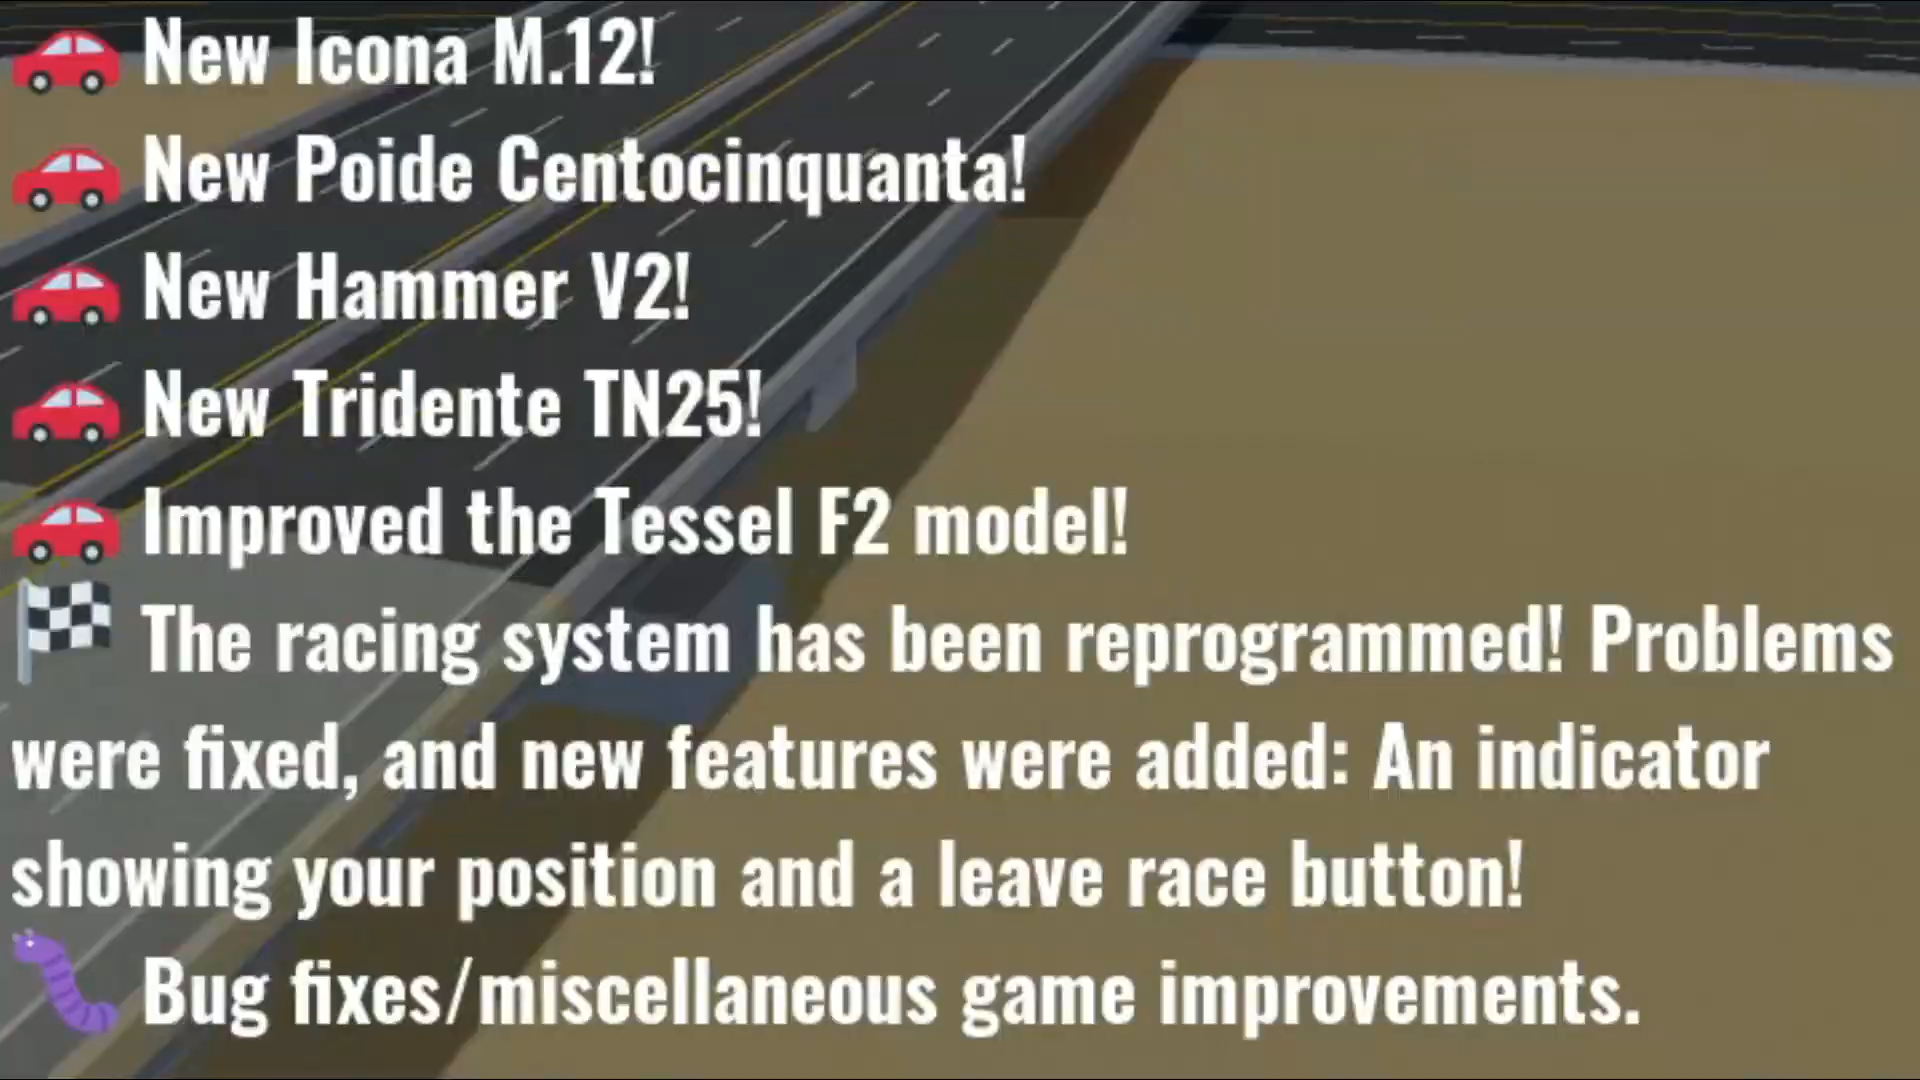 New Icona M.12!
New Poide Centocinquanta!
New Hammer V2!
New Tridente TN25!
Improved the Tessel F2 model!
The racing system has been reprogrammed! Problems
were fixed, and new features were added: An indicator
showing your position and a leave race button!
Bug fixes/miscellaneous game improvements.